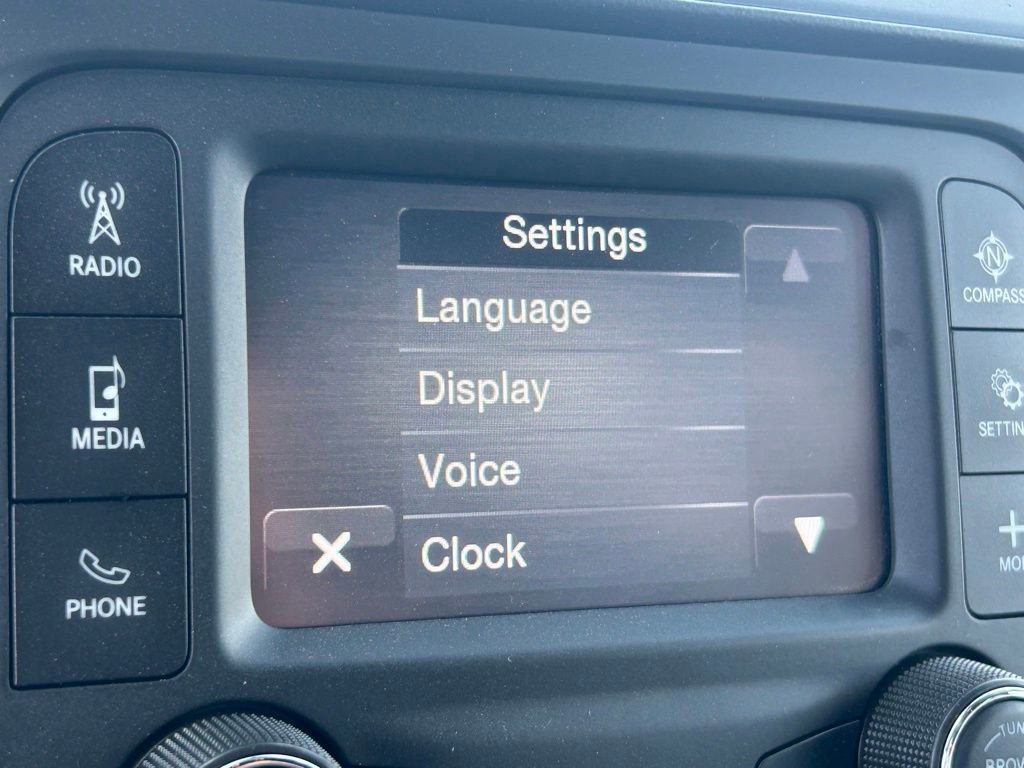 RADIO
MEDIA
PHONE
Settings
Language
Display
Voice
Clock
N
COMPASS